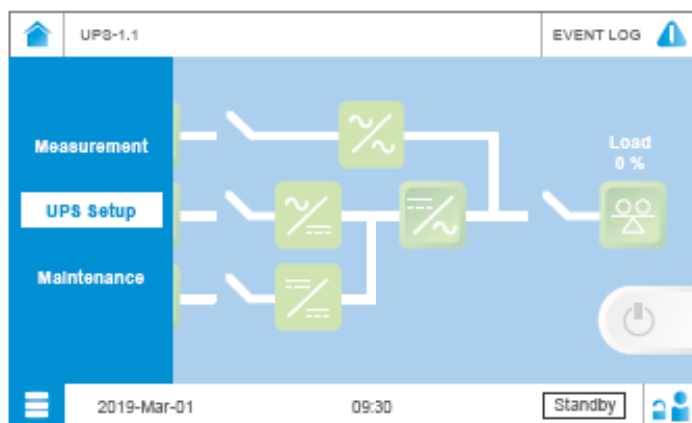 UPS-1.1
EVENT LOG
Measurement
UPS Setup
Maintenance
Load
0 %
2019-Mar-01
09:30
Standby